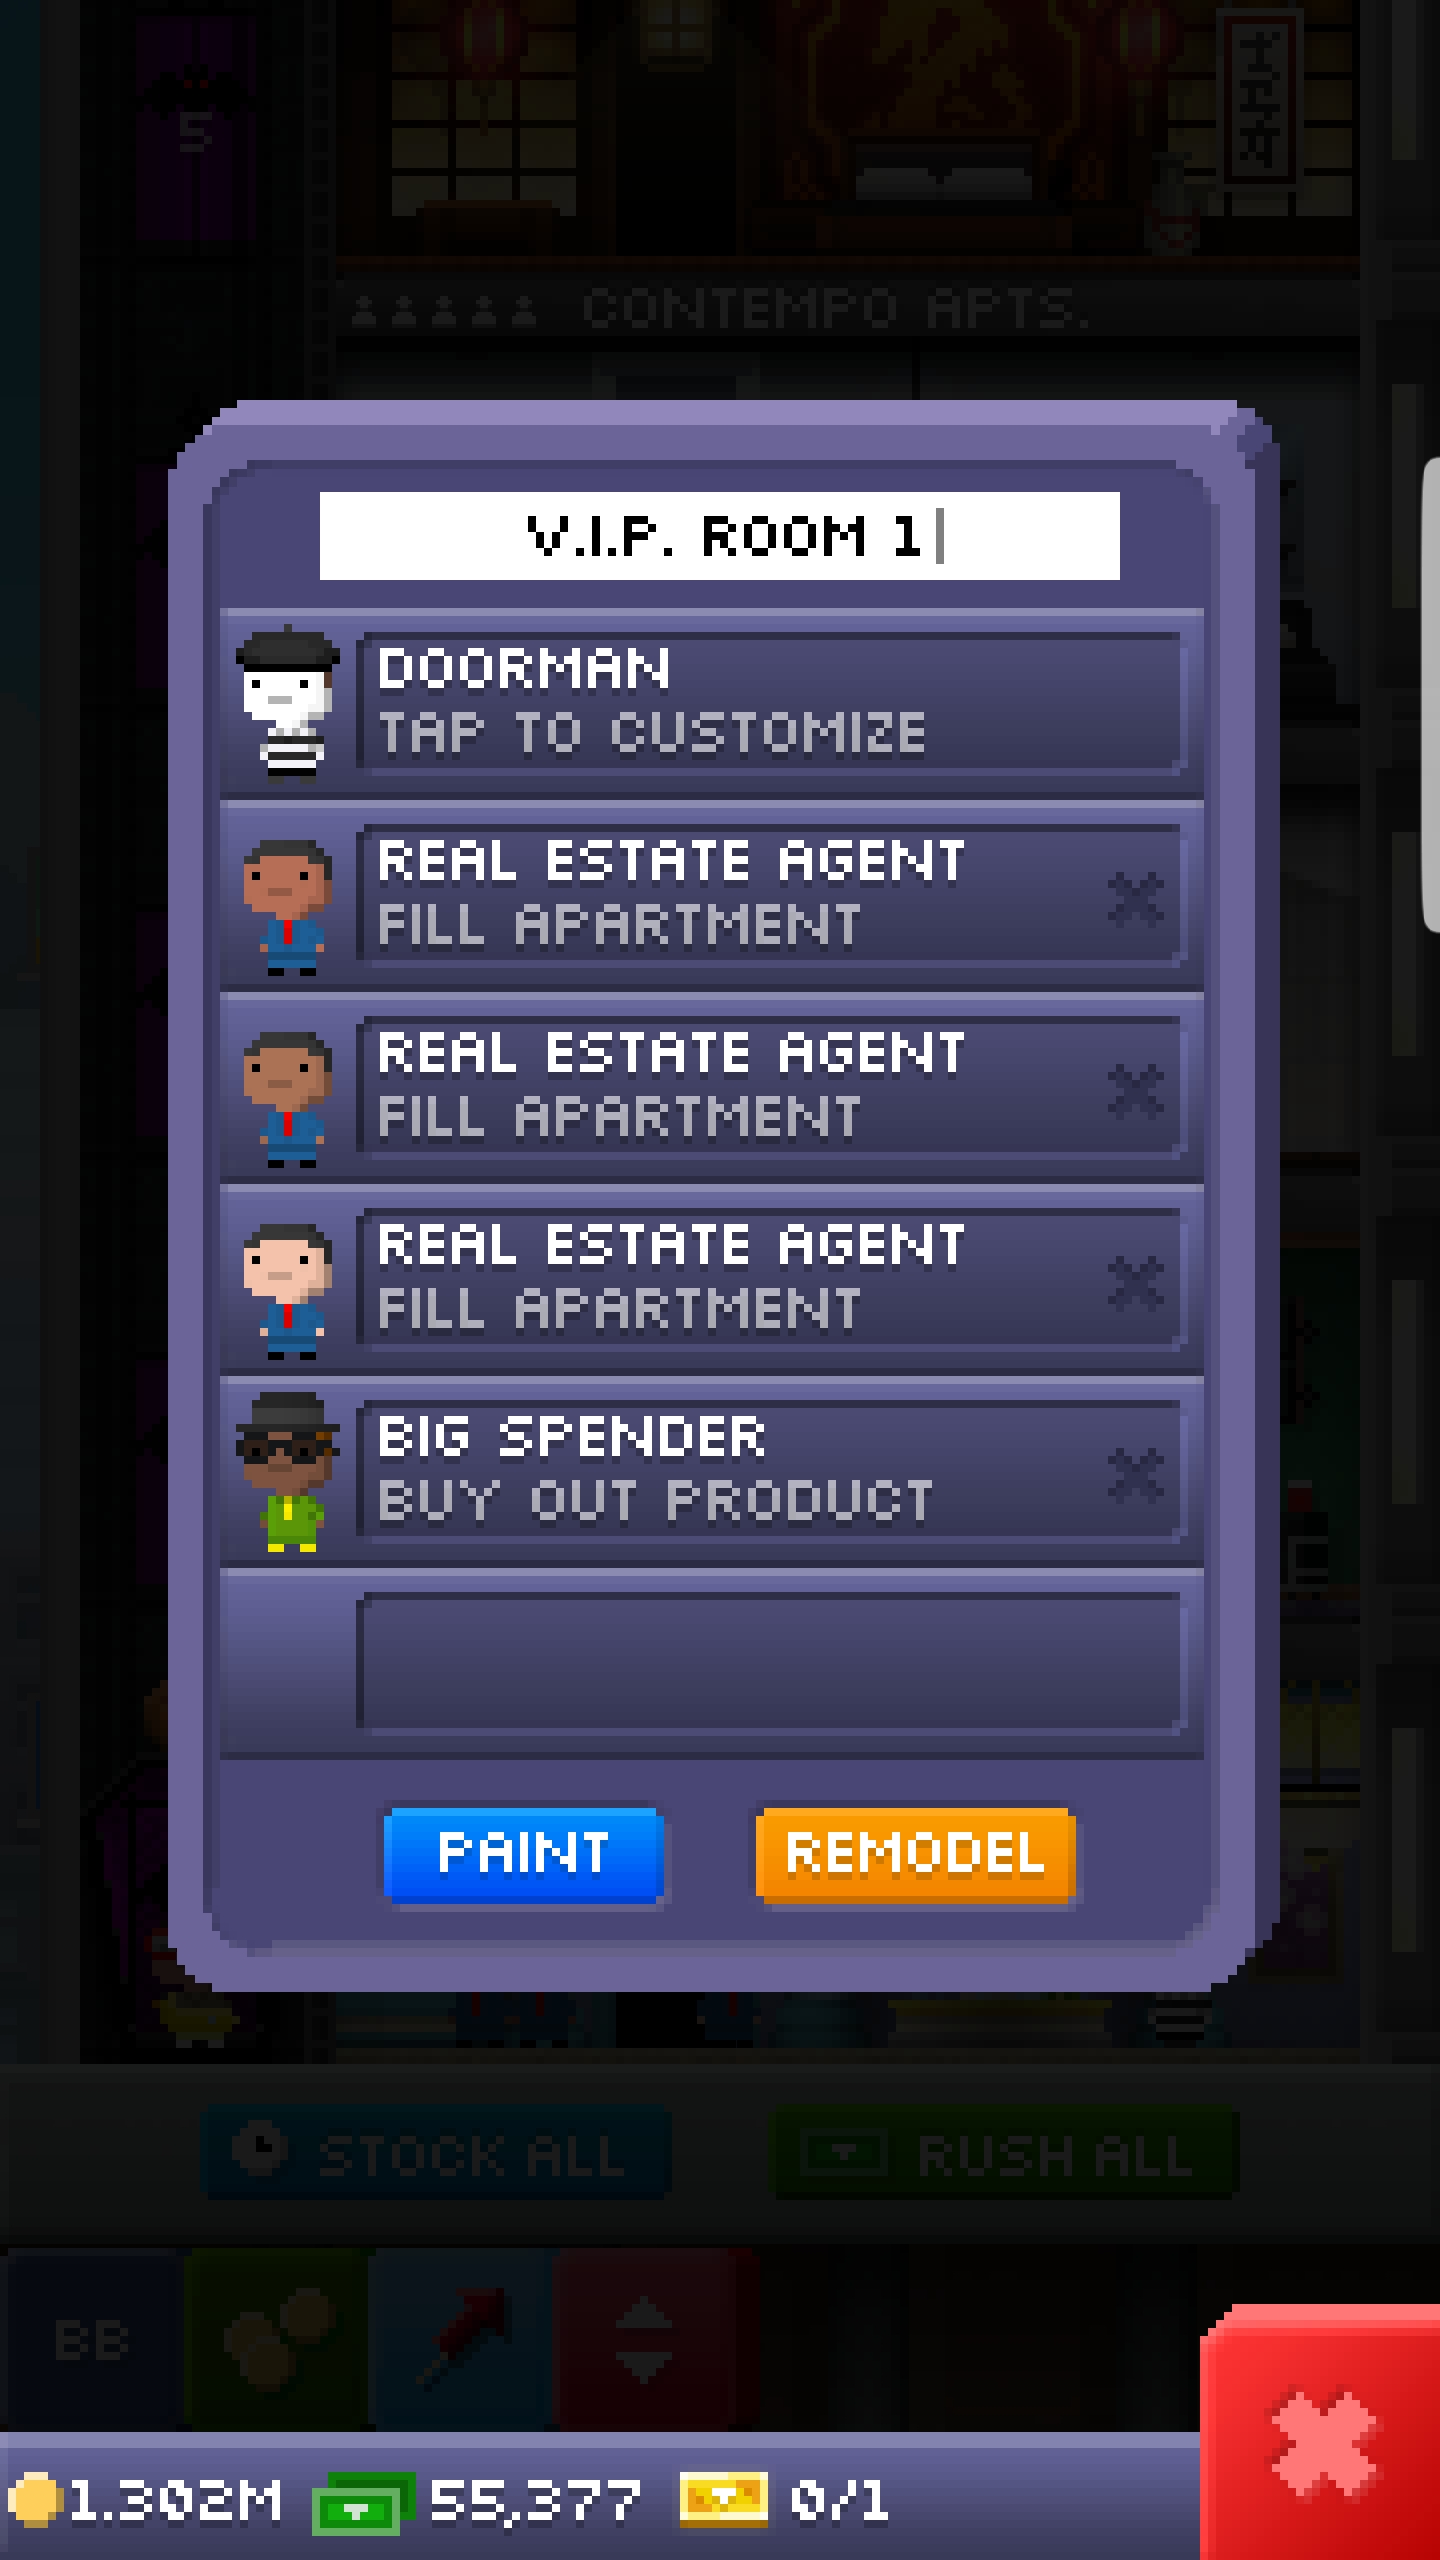 5
CONTEMPO APTS.
V.I.P. ROOM 1
DOORMAN
TAP TO CUSTOMIZE
REAL ESTATE AGENT
FILL APARTMENT
REAL ESTATE AGENT
FILL APARTMENT
REAL ESTATE AGENT
FILL APARTMENT
BIG SPENDER
BUY OUT PRODUCT
PAINT REMODEL
STOCK ALL RUSH ALL
BB
1.302M 55,377 0/1